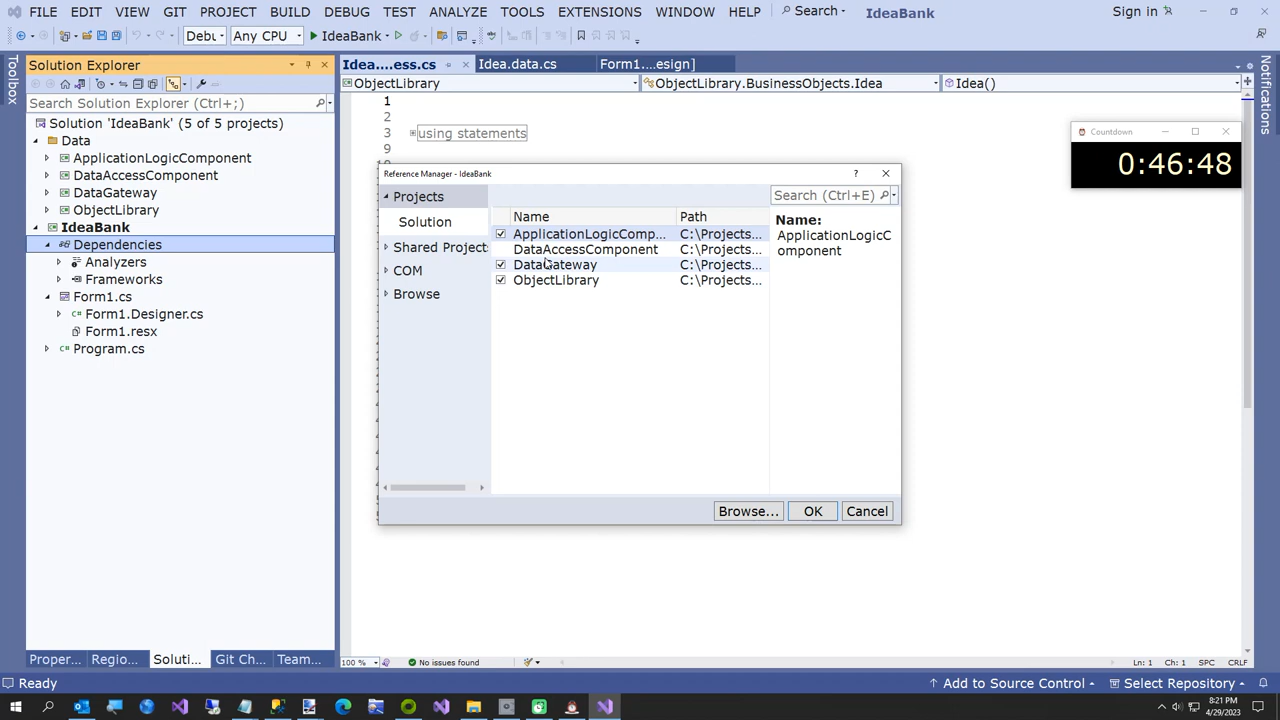 FILE EDIT VIEW GIT PROJECT BUILD DEBUG TEST ANALYZE TOOLS EXTENSIONS WINDOW HELP Search IdeaBank Sign in
Debu Any CPU IdeaBank
Toolbox
Solution Explorer
Search Solution Explorer (Ctrl+;)
Solution 'IdeaBank' (5 of 5 projects)
Data
ApplicationLogicComponent
DataAccessComponent
DataGateway
ObjectLibrary
IdeaBank
Dependencies
Analyzers
Frameworks
Form1.cs
Form1.Designer.cs
Form1.resx
Program.cs
Proper... Regio... Soluti... Git Ch... Team...
Idea....ess.cs Idea.data.cs Form1....esign]
ObjectLibrary ObjectLibrary.BusinessObjects.Idea Idea()
1
2
3 using statements
9
Reference Manager - IdeaBank
Projects
Solution
Shared Projects
COM
Browse
Search (Ctrl+E)
Name Path
ApplicationLogicComp... C:\Projects...
DataAccessComponent C:\Projects...
DataGateway C:\Projects...
ObjectLibrary C:\Projects...
Name:
ApplicationLogicC
omponent
Browse... OK Cancel
Countdown
0:46:48
Notifications
100 % No issues found Ln: 1 Ch: 1 SPC CRLF
Ready Add to Source Control Select Repository
8:21 PM
4/29/2023